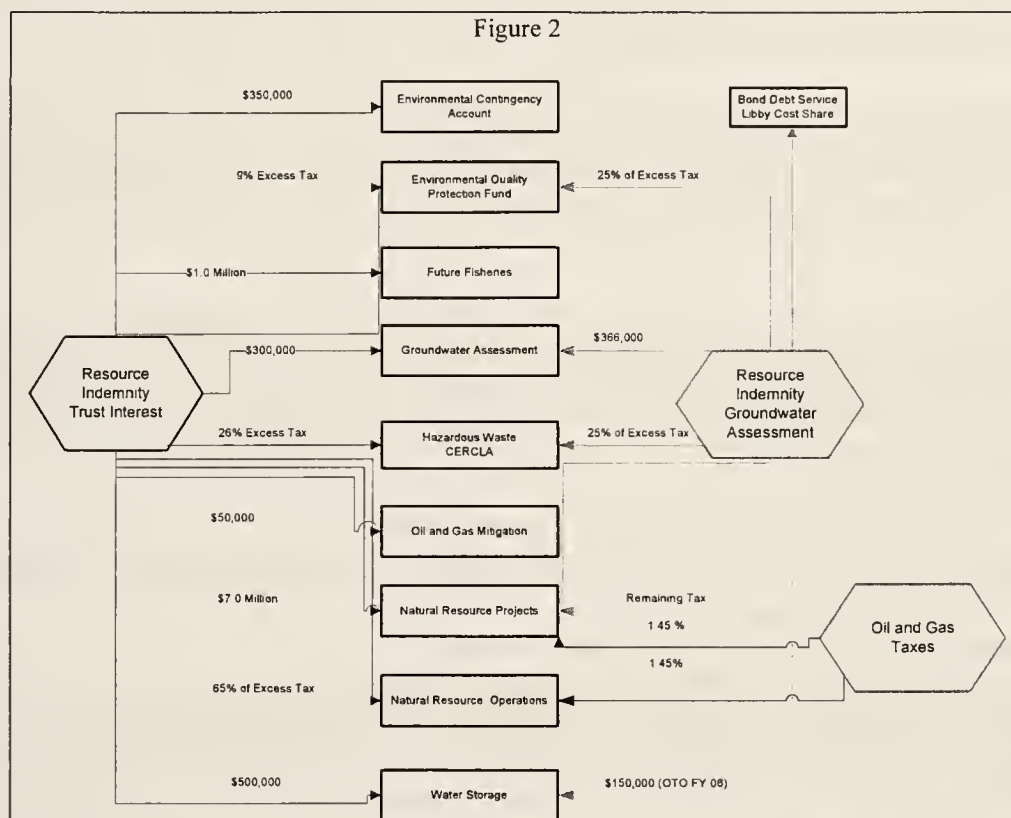 Figure 2
$350,000
Environmental Contingency
Account
Bond Debt Service
Libby Cost Share
9% Excess Tax
Environmental Quality
Protection Fund
25% of Excess Tax
$1.0 Million
Future Fisheries
$300,000
Groundwater Assessment
$366,000
Resource
Indemnity
Trust Interest
Resource
Indemnity
Groundwater
Assessment
26% Excess Tax
Hazardous Waste
CERCLA
25% of Excess Tax
$50,000
Oil and Gas Mitigation
$7.0 Million
Natural Resource Projects
Remaining Tax
1.45 %
Oil and Gas
Taxes
1.45%
65% of Excess Tax
Natural Resource Operations
$500,000
Water Storage
$150,000 (OTO FY 06)